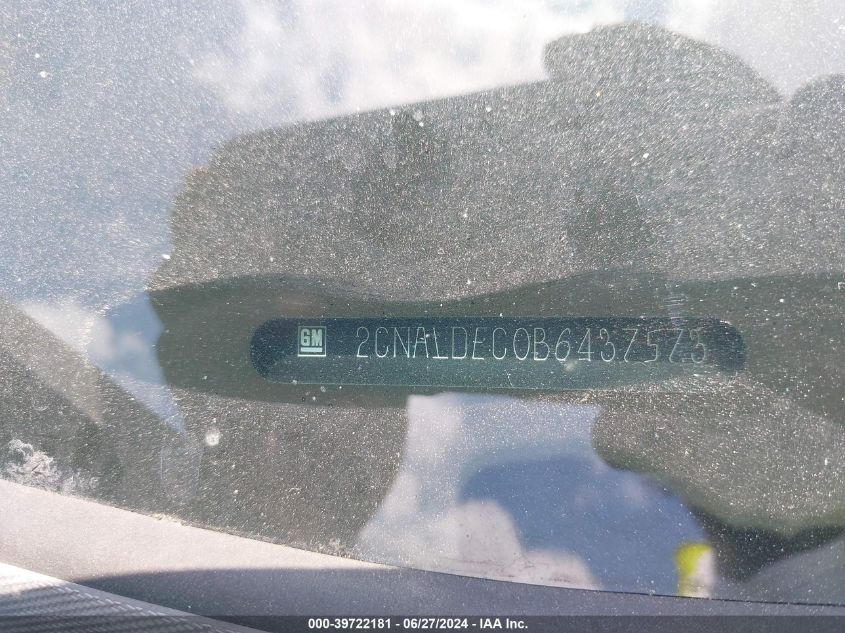 GM 2CNALDEC0B6437573
000-39722181 - 06/27/2024 - IAA Inc.